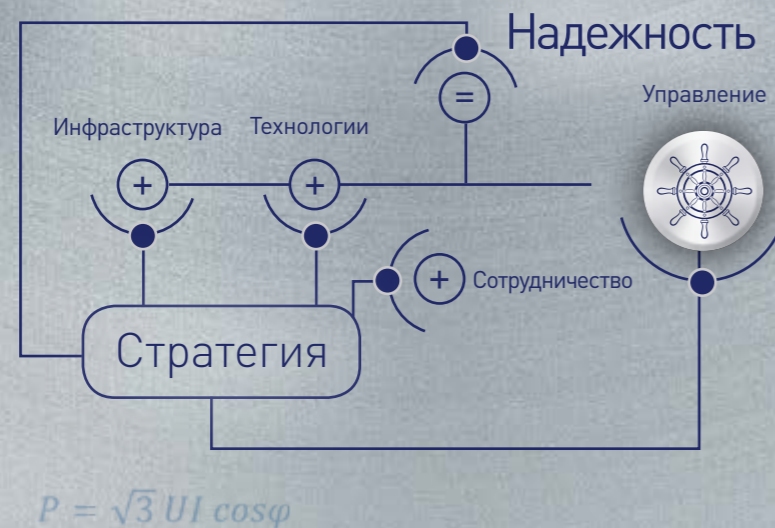 Надежность
Управление
Инфраструктура
Технологии
=
+
+
+
Сотрудничество
Стратегия
P = √3 UI cosφ